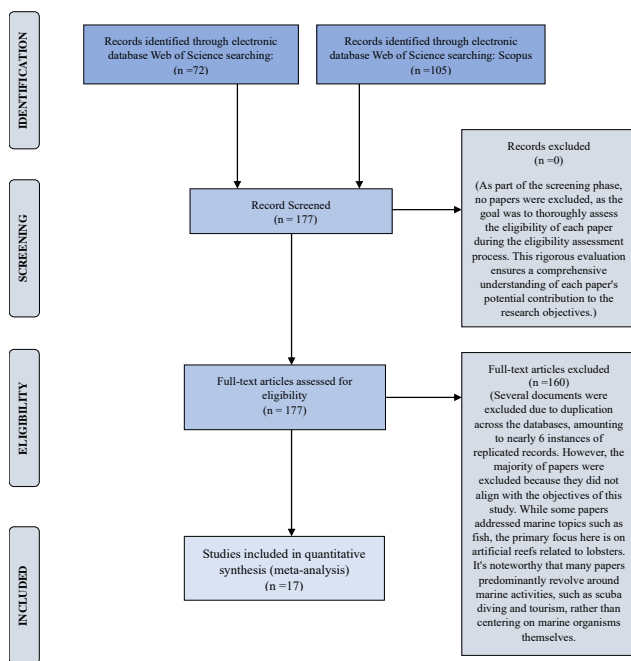 IDENTIFICATION
Records identified through electronic
database Web of Science searching:
(n =72)
Records identified through electronic
database Web of Science searching: Scopus
(n =105)
SCREENING
Record Screened
(n = 177)
Records excluded
(n =0)
(As part of the screening phase,
no papers were excluded, as the
goal was to thoroughly assess
the eligibility of each paper
during the eligibility assessment
process. This rigorous evaluation
ensures a comprehensive
understanding of each paper's
potential contribution to the
research objectives.)
ELIGIBILITY
Full-text articles assessed for
eligibility
(n = 177)
Full-text articles excluded
(n =160)
(Several documents were
excluded due to duplication
across the databases, amounting
to nearly 6 instances of
replicated records. However, the
majority of papers were
excluded because they did not
align with the objectives of this
study. While some papers
addressed marine topics such as
fish, the primary focus here is on
artificial reefs related to lobsters.
It's noteworthy that many papers
predominantly revolve around
marine activities, such as scuba
diving and tourism, rather than
centering on marine organisms
themselves.
INCLUDED
Studies included in quantitative
synthesis (meta-analysis)
(n =17)